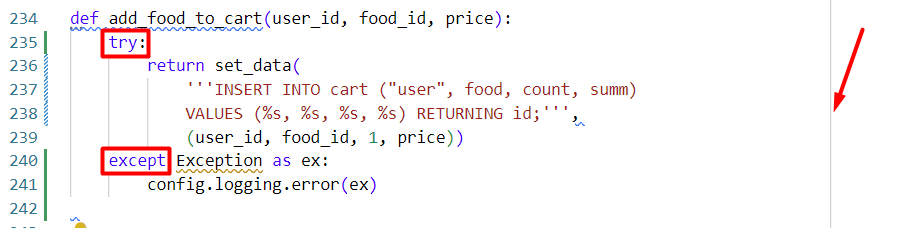 234 def add_food_to_cart(user_id, food_id, price):
235     try:
236         return set_data(
237             '''INSERT INTO cart ("user", food, count, summ)
238             VALUES (%s, %s, %s, %s) RETURNING id;''',
239             (user_id, food_id, 1, price))
240     except Exception as ex:
241         config.logging.error(ex)
242